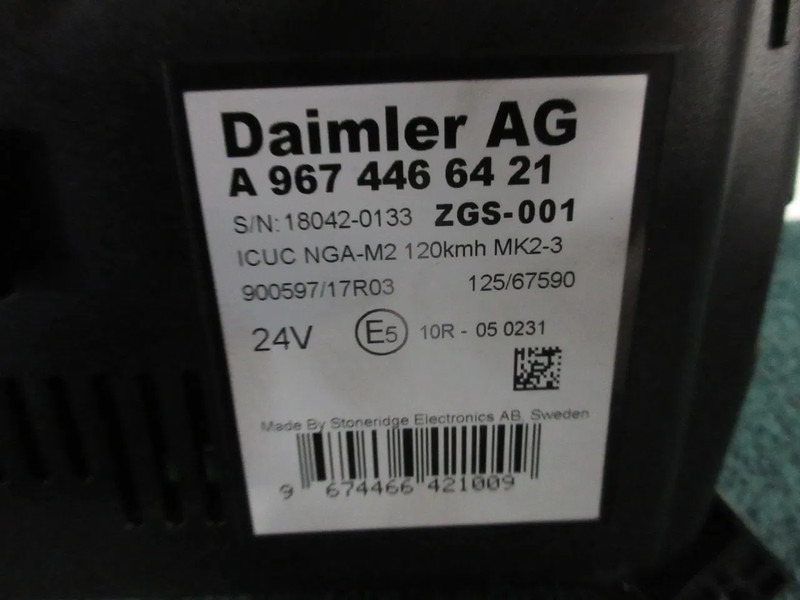 Daimler AG
A 967 446 64 21
S/N: 18042-0133 ZGS-001
ICUC NGA-M2 120kmh MK2-3
900597/17R03 125/67590
24V E5 10R - 05 0231
Made By Stoneridge Electronics AB, Sweden
9 674466 421009